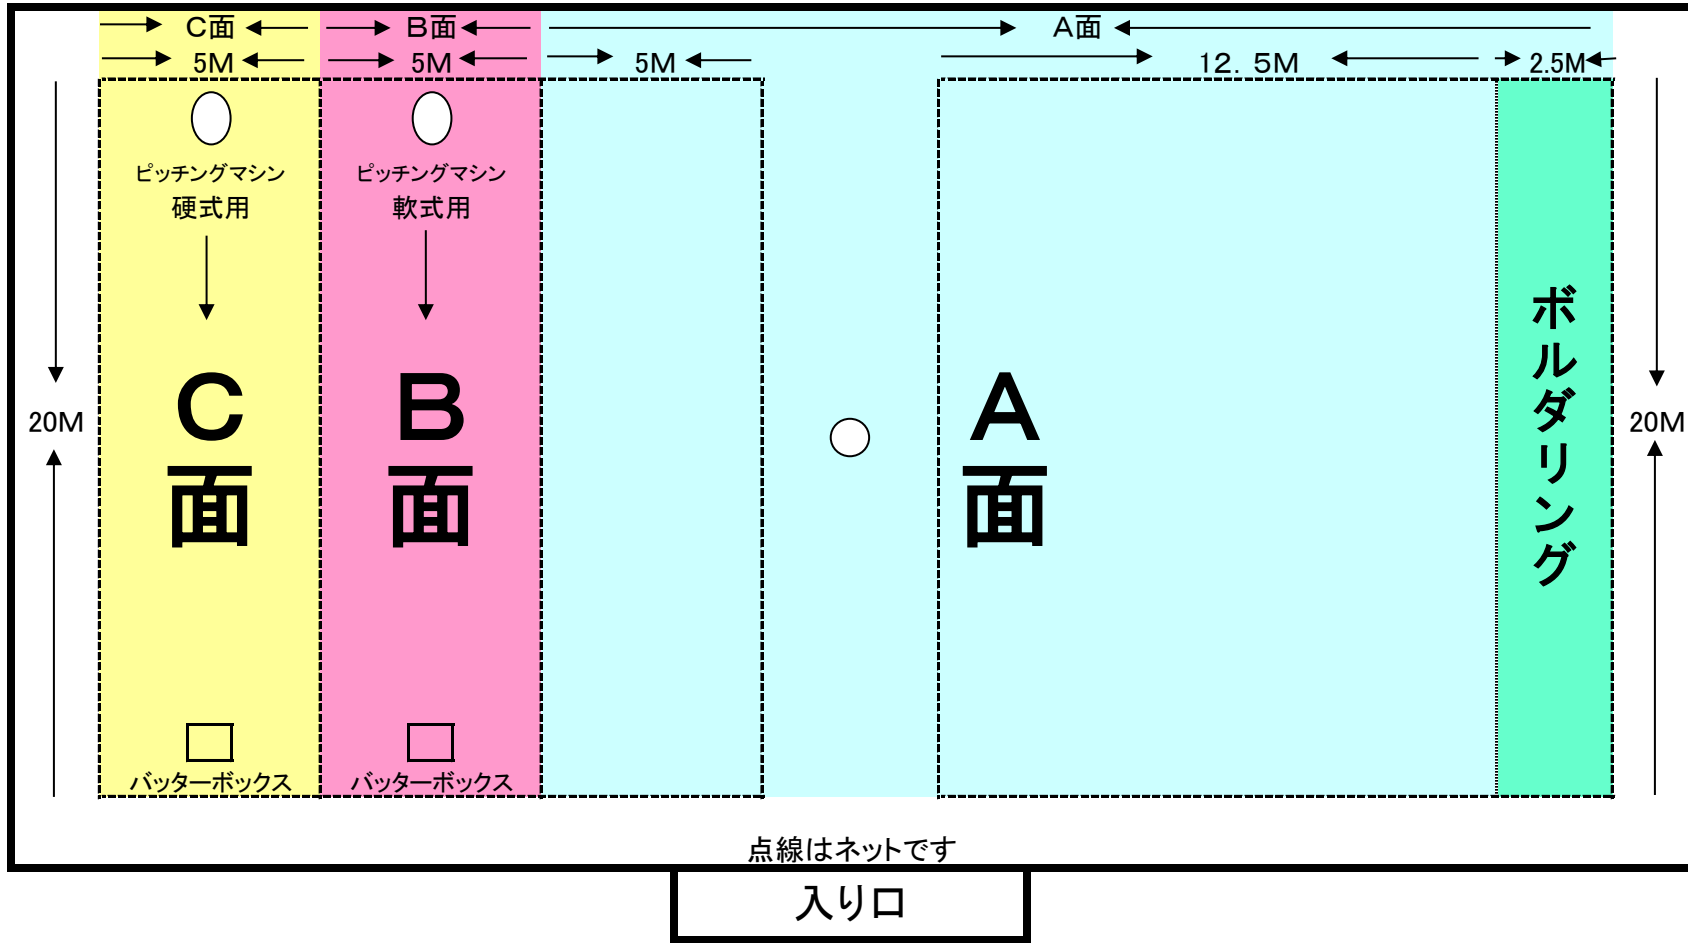 C面 B面 A面
5M 5M 5M 12.5M 2.5M
ピッチングマシン ピッチングマシン
硬式用 軟式用
20M
C面
B面
A面
ボルダリング
20M
バッターボックス バッターボックス
点線はネットです
入り口